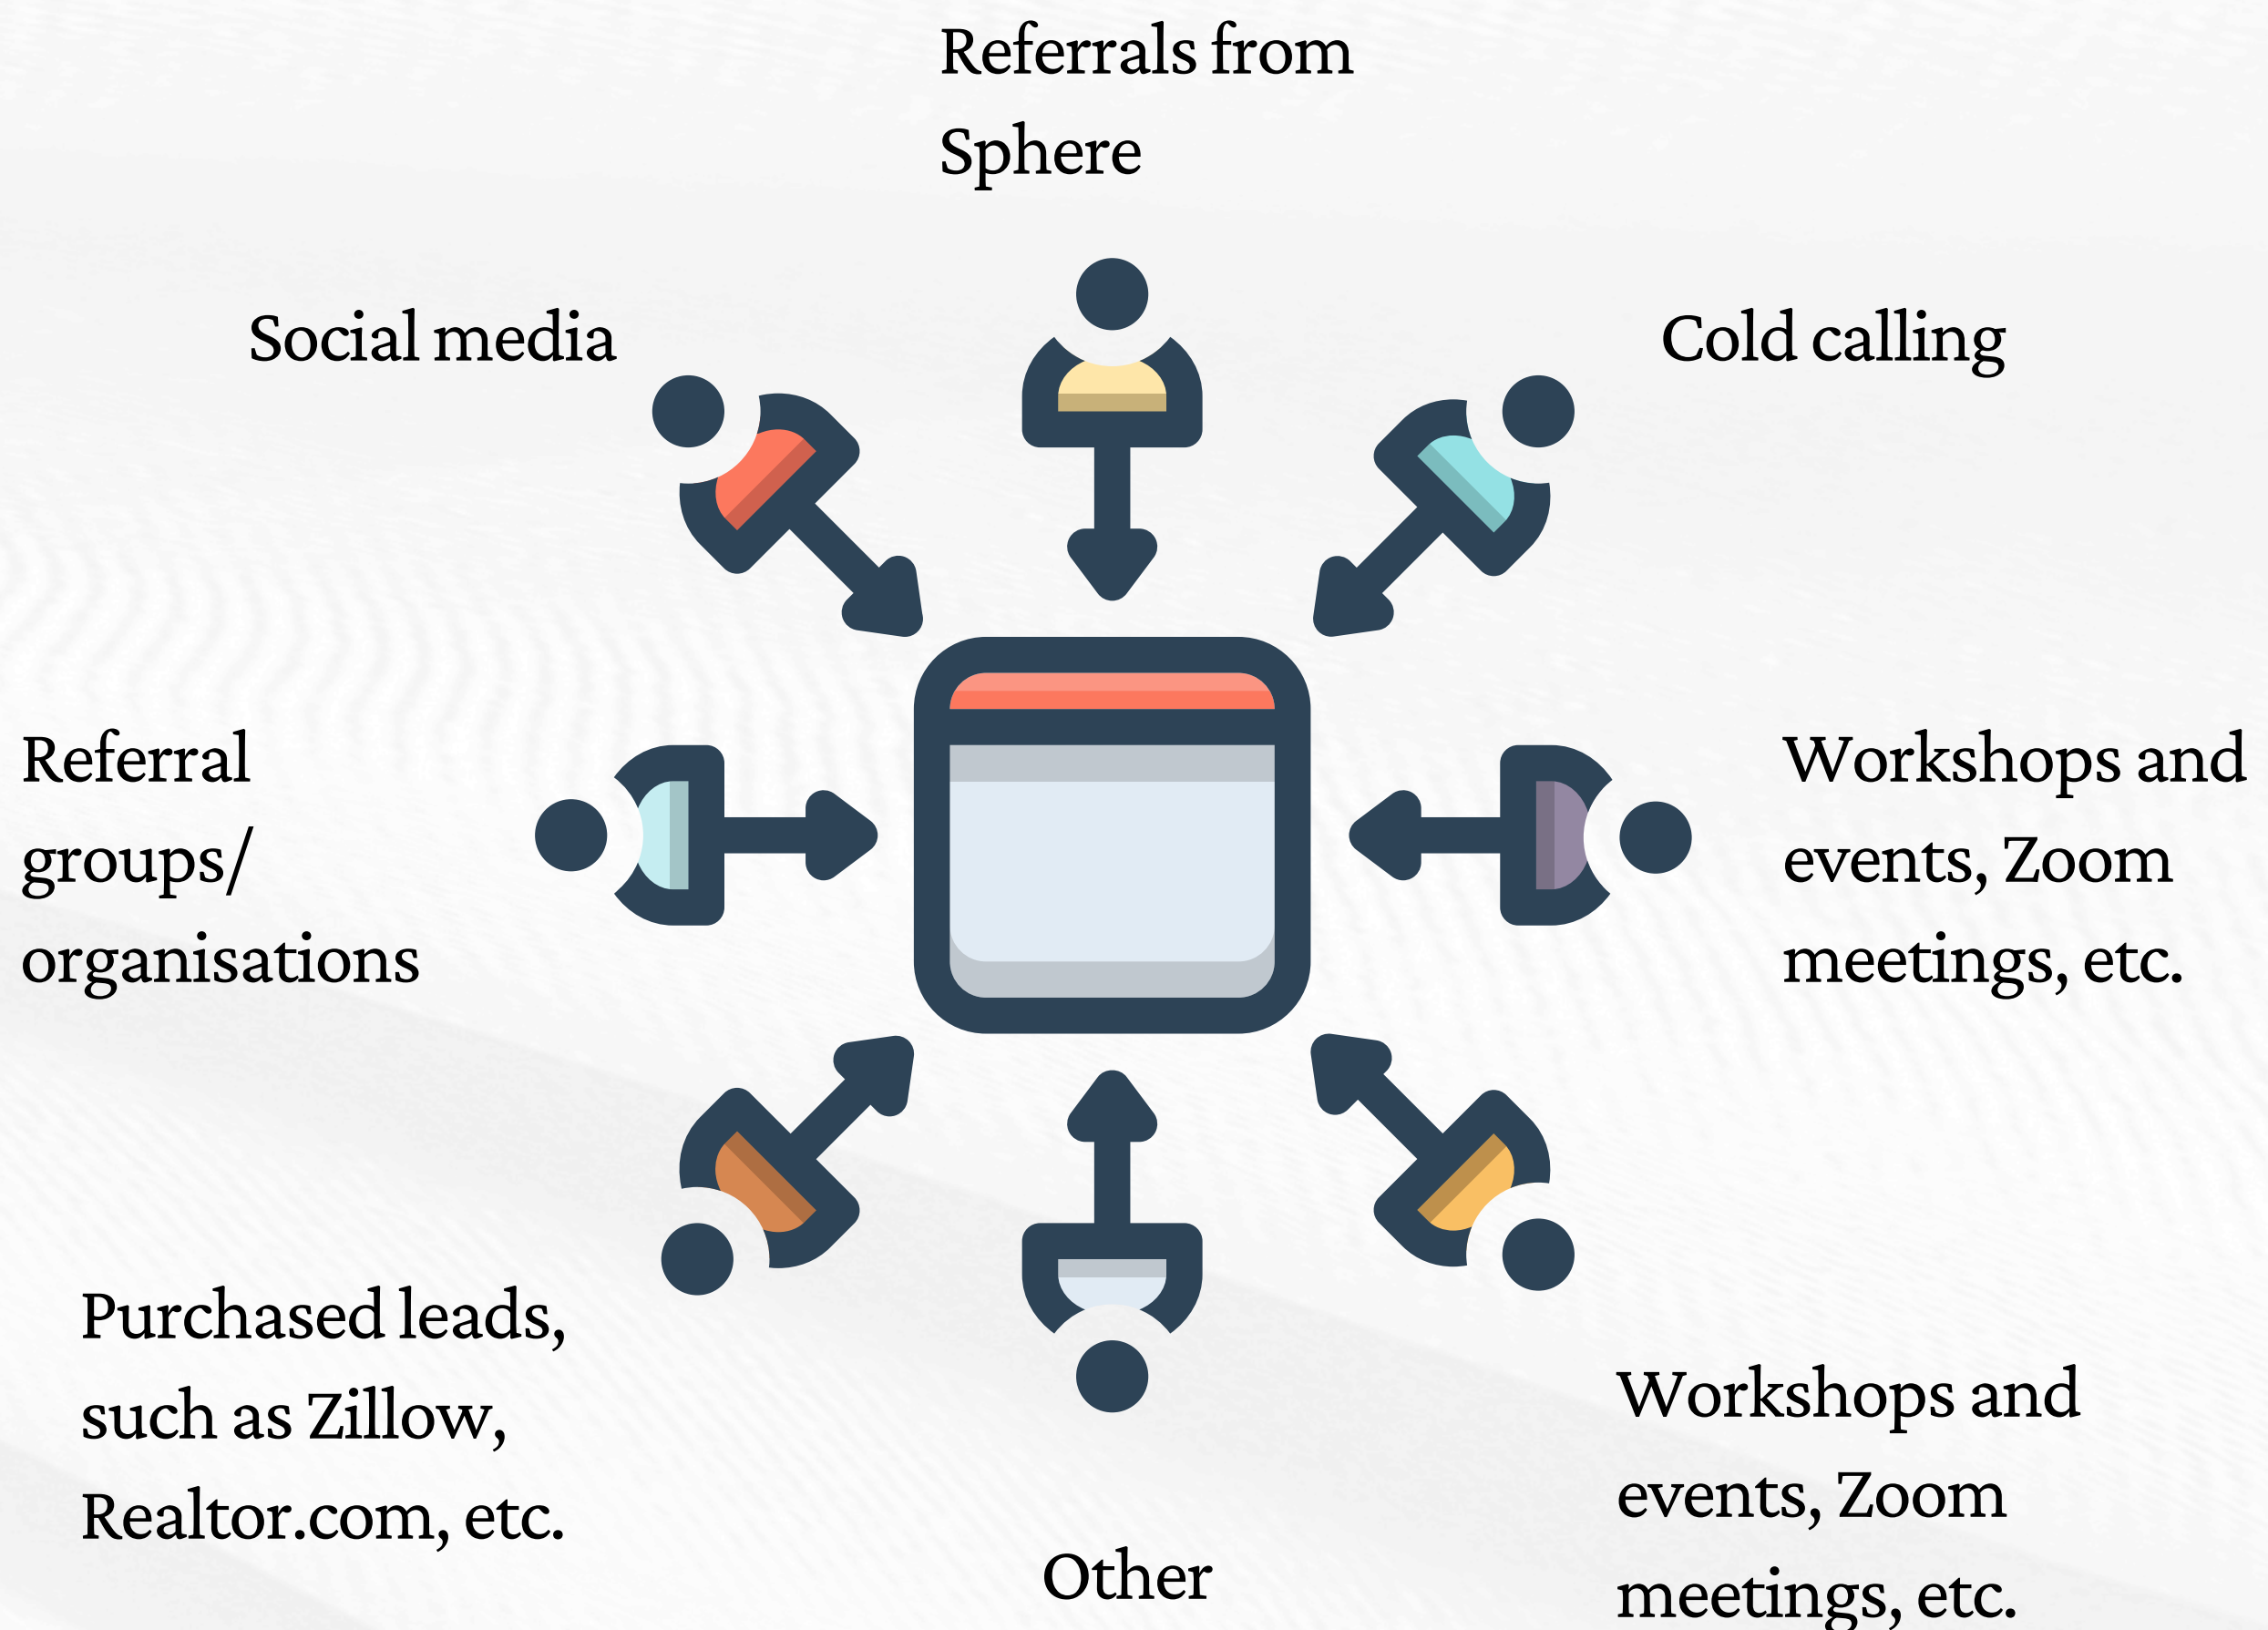 Referrals from
Sphere
Social media
Cold calling
Referral
groups/
organisations
Workshops and
events, Zoom
meetings, etc.
Purchased leads,
such as Zillow,
Realtor.com, etc.
Workshops and
events, Zoom
meetings, etc.
Other